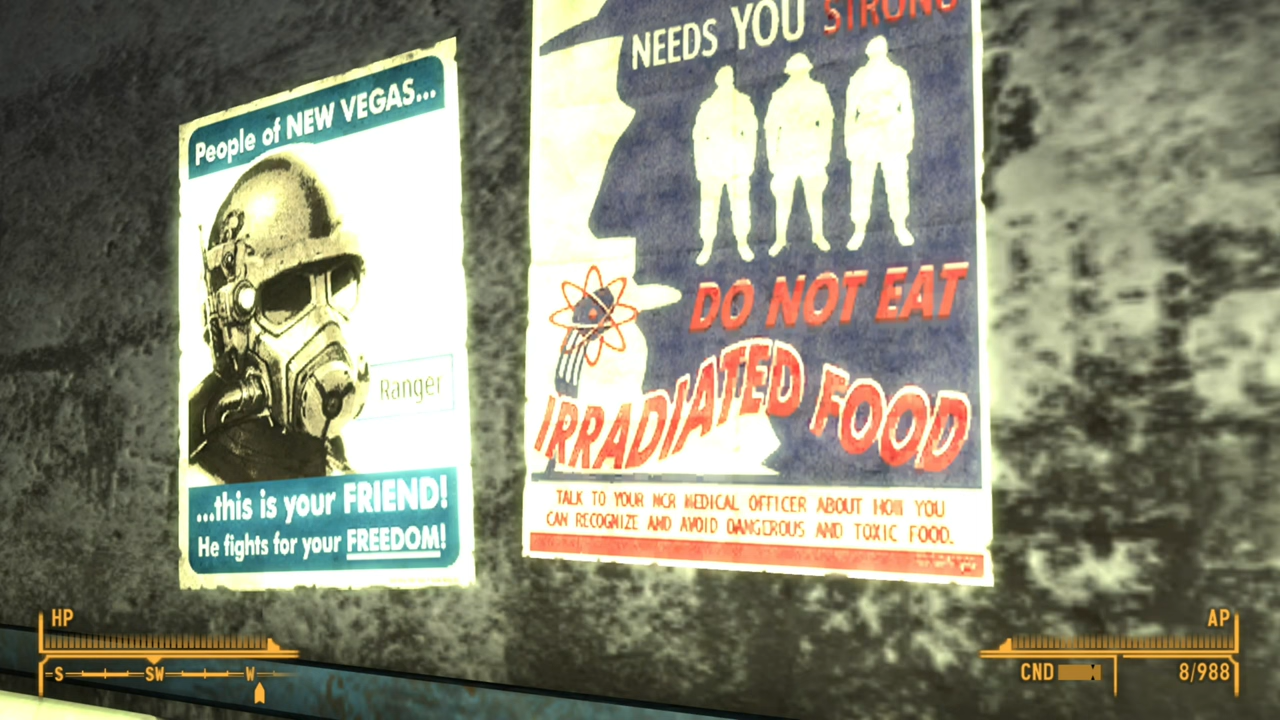 People of NEW VEGAS...
Ranger
...this is your FRIEND!
He fights for your FREEDOM!
NEEDS YOU STRONG
DO NOT EAT
IRRADIATED FOOD
TALK TO YOUR NCR MEDICAL OFFICER ABOUT HOW YOU
CAN RECOGNIZE AND AVOID DANGEROUS AND TOXIC FOOD.
HP
S SW W
AP
CND 8/988